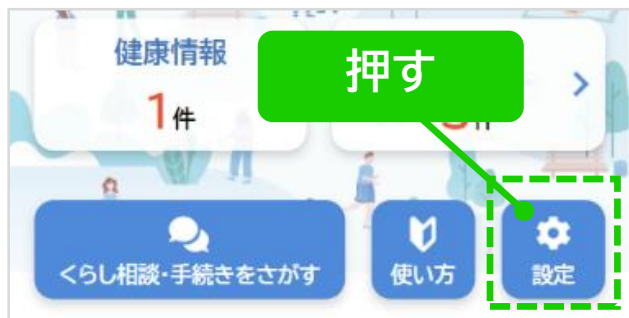 健康情報
1件
押す
くらし相談・手続きをさがす
使い方
設定